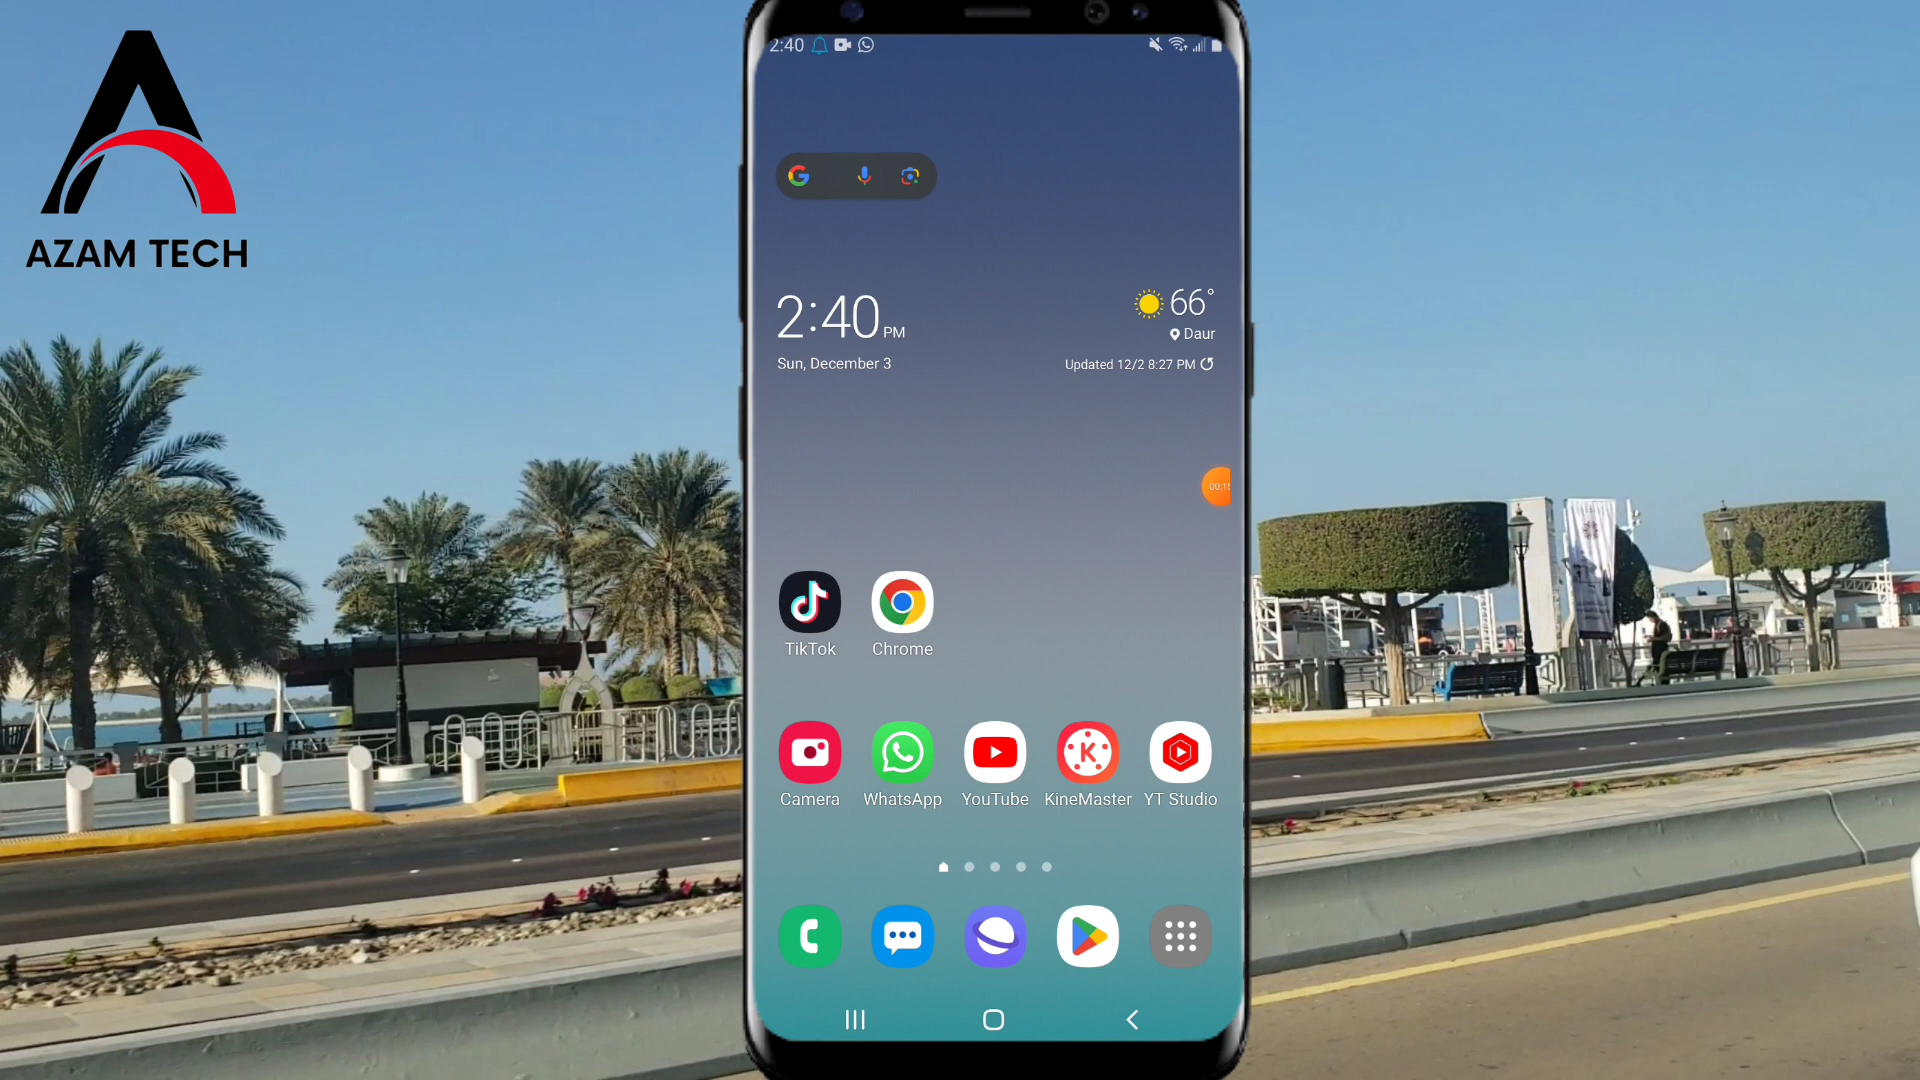 AZAM TECH
2:40
2:40 PM
Sun, December 3
66°
Daur
Updated 12/2 8:27 PM
TikTok
Chrome
Camera
WhatsApp
YouTube
KineMaster
YT Studio